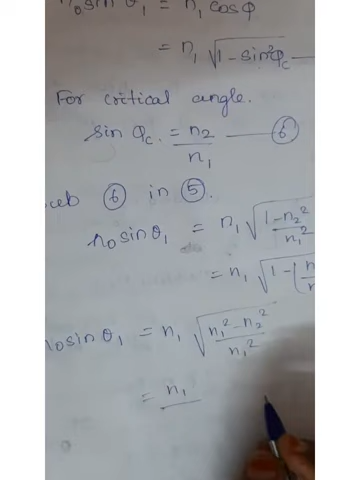 n₀sin θ₁ = n₁ cos φ
= n₁ √(1 - sin²φc) —
For critical angle.
sin φc = n₂/n₁ — ⑥
⑥ in ⑤.
n₀sin θ₁ = n₁ √(1 - n₂²/n₁²)
= n₁ √(1 - (
n₀sin θ₁ = n₁ √((n₁² - n₂²)/n₁²)
= n₁